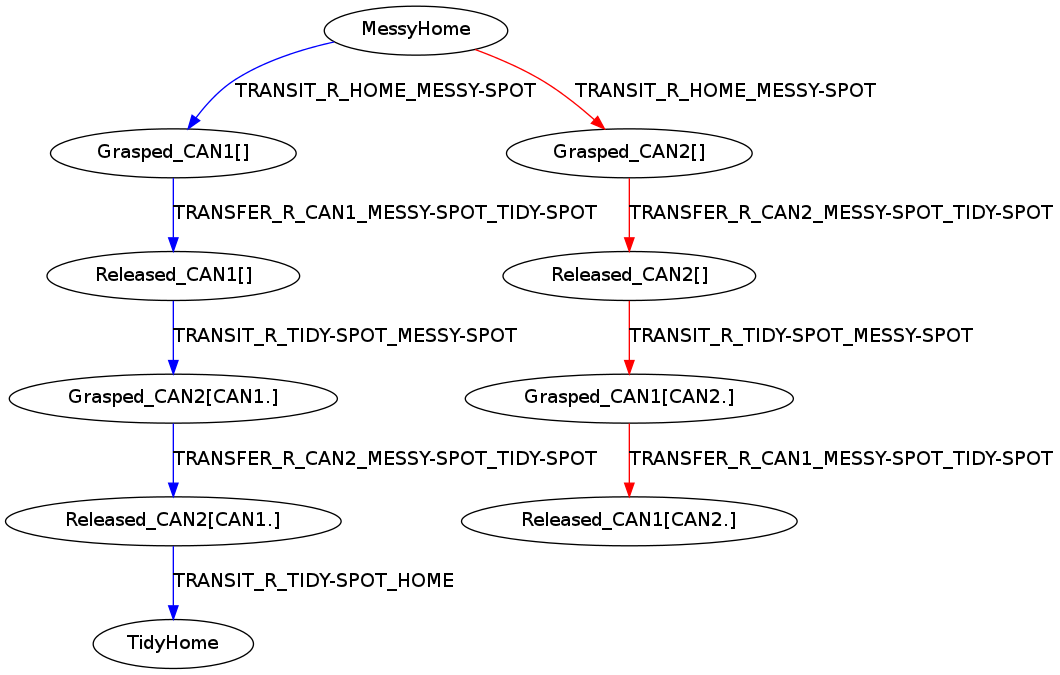 MessyHome
TRANSIT_R_HOME_MESSY-SPOT
TRANSIT_R_HOME_MESSY-SPOT
Grasped_CAN1[]
Grasped_CAN2[]
TRANSFER_R_CAN1_MESSY-SPOT_TIDY-SPOT
TRANSFER_R_CAN2_MESSY-SPOT_TIDY-SPOT
Released_CAN1[]
Released_CAN2[]
TRANSIT_R_TIDY-SPOT_MESSY-SPOT
TRANSIT_R_TIDY-SPOT_MESSY-SPOT
Grasped_CAN2[CAN1.]
Grasped_CAN1[CAN2.]
TRANSFER_R_CAN2_MESSY-SPOT_TIDY-SPOT
TRANSFER_R_CAN1_MESSY-SPOT_TIDY-SPOT
Released_CAN2[CAN1.]
Released_CAN1[CAN2.]
TRANSIT_R_TIDY-SPOT_HOME
TidyHome